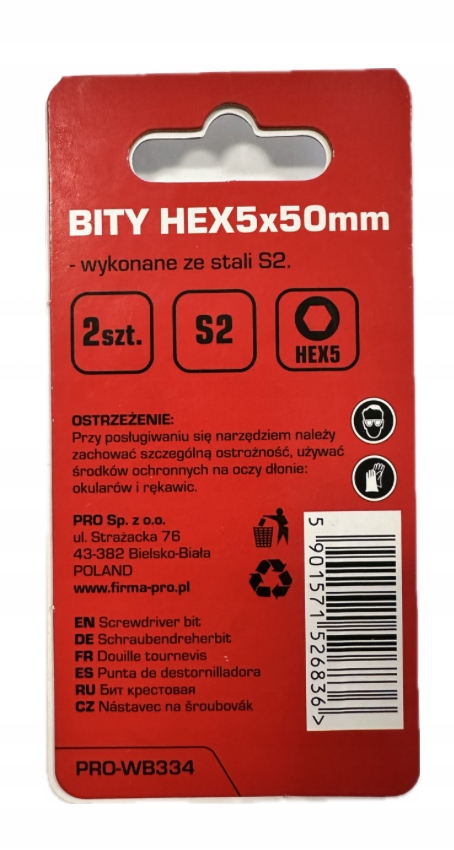 BITY HEX5x50mm
- wykonane ze stali S2.
2szt.
S2
HEX5
OSTRZEŻENIE:
Przy posługiwaniu się narzędziem należy
zachować szczególną ostrożność, używać
środków ochronnych na oczy dłonie:
okularów i rękawic.
PRO Sp. z o.o.
ul. Strażacka 76
43-382 Bielsko-Biała
POLAND
www.firma-pro.pl
EN Screwdriver bit
DE Schraubendreherbit
FR Douille tournevis
ES Punta de destornilladora
RU Бит крестовая
CZ Nástavec na šroubovák
5 901571 526836 >
PRO-WB334